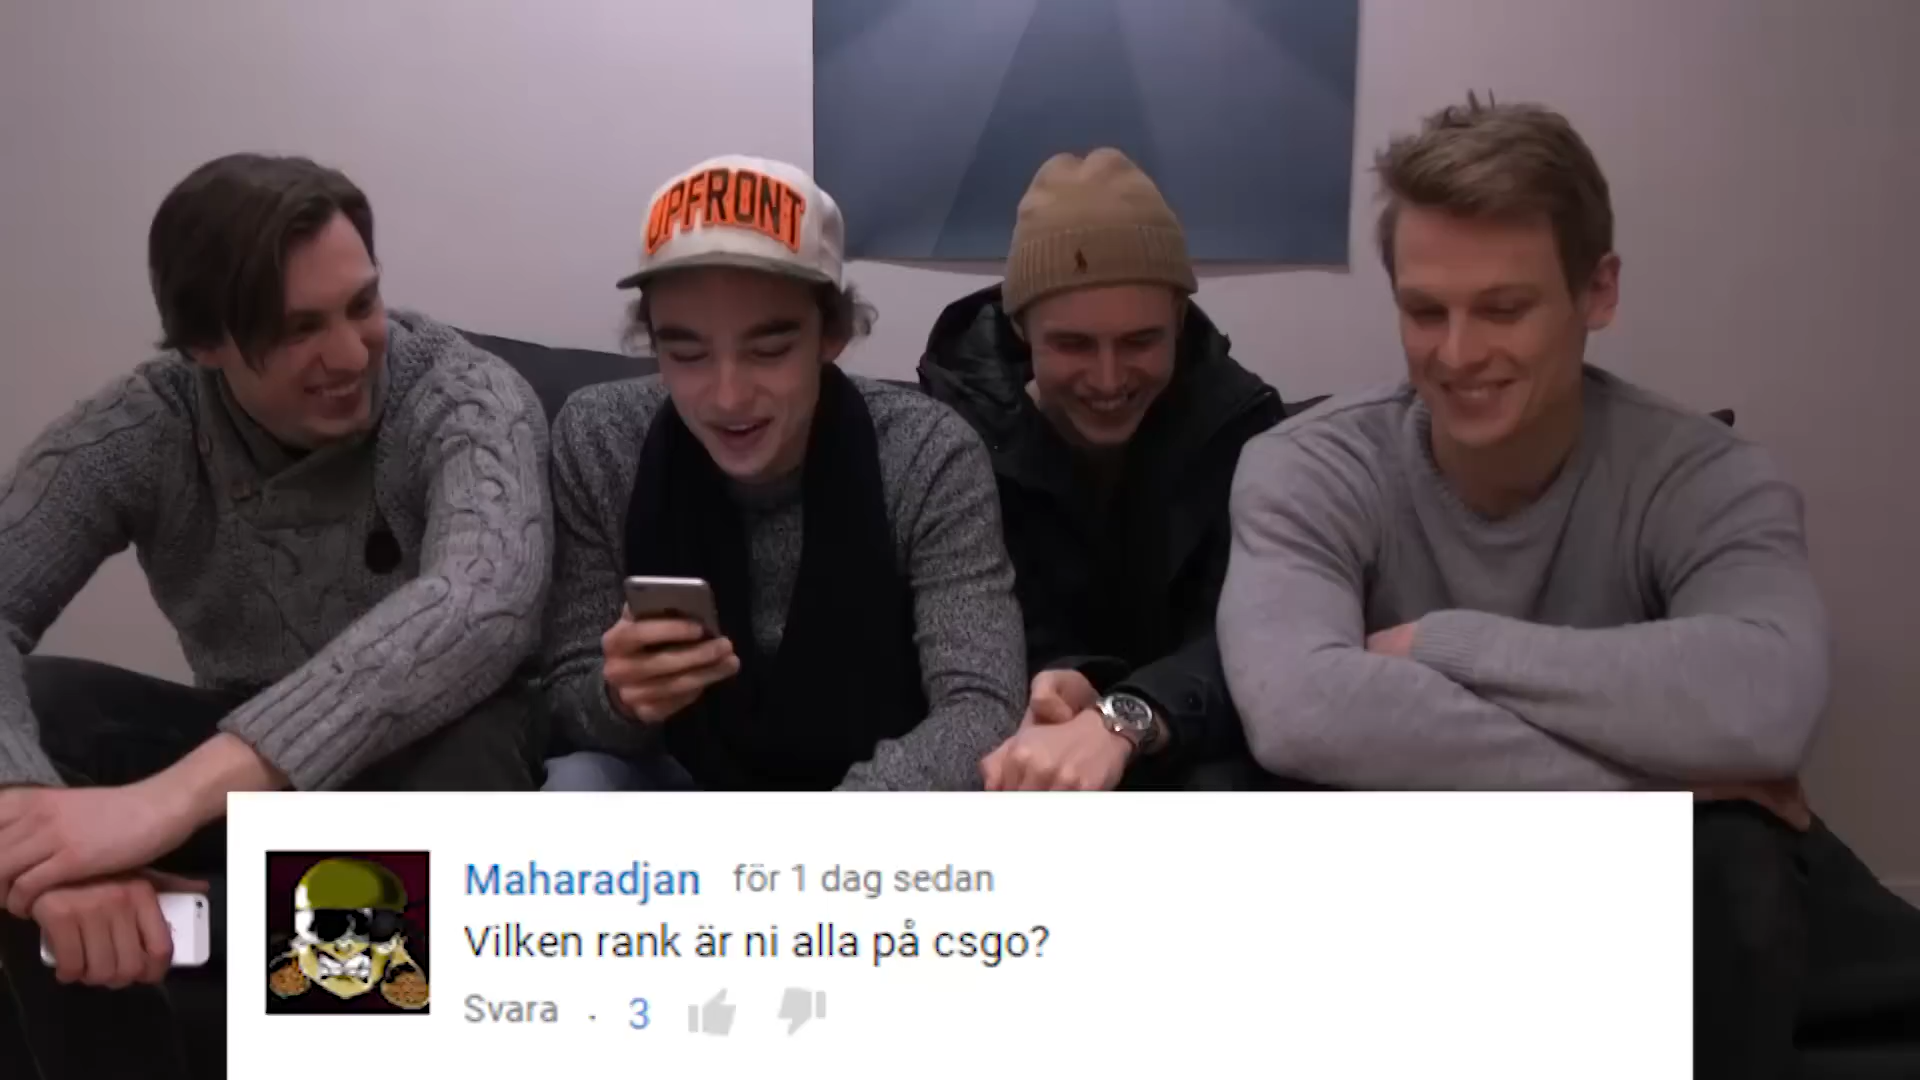 UPFRONT
Maharadjan för 1 dag sedan
Vilken rank är ni alla på csgo?
Svara . 3